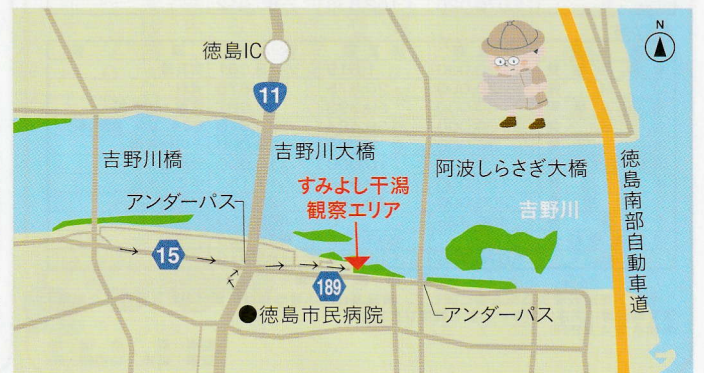 N
徳島IC
11
吉野川橋
吉野川大橋
阿波しらさぎ大橋
徳島南部自動車道
すみよし干潟
観察エリア
アンダーパス
吉野川
15
189
徳島市民病院
アンダーパス